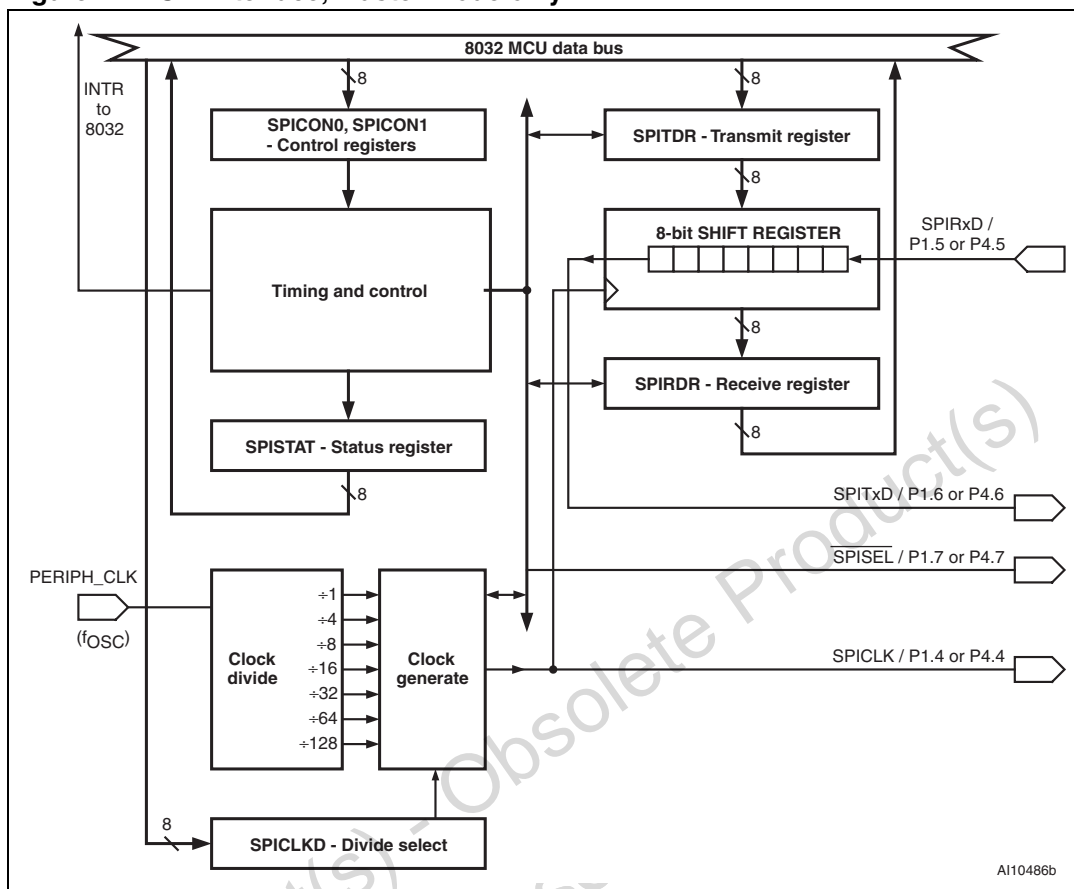 8032 MCU data bus
INTR
to
8032
8
8
SPICON0, SPICON1
- Control registers
SPITDR - Transmit register
8
Timing and control
8-bit SHIFT REGISTER
SPIRxD /
P1.5 or P4.5
8
SPIRDR - Receive register
8
SPISTAT - Status register
8
SPITxD / P1.6 or P4.6
SPISEL / P1.7 or P4.7
PERIPH_CLK
(fOSC)
Clock
divide
÷1
÷4
÷8
÷16
÷32
÷64
÷128
Clock
generate
SPICLK / P1.4 or P4.4
8
SPICLKD - Divide select
AI10486b
Obsolete Product(s)